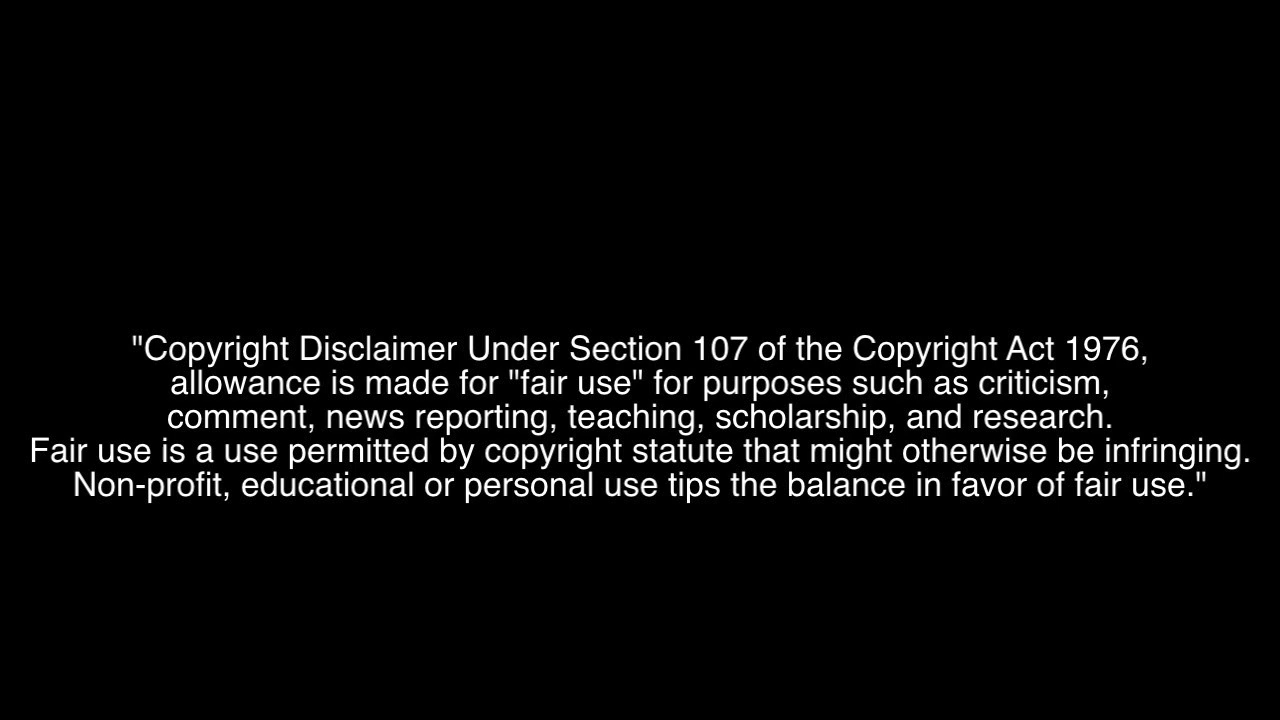 "Copyright Disclaimer Under Section 107 of the Copyright Act 1976,
allowance is made for "fair use" for purposes such as criticism,
comment, news reporting, teaching, scholarship, and research.
Fair use is a use permitted by copyright statute that might otherwise be infringing.
Non-profit, educational or personal use tips the balance in favor of fair use."